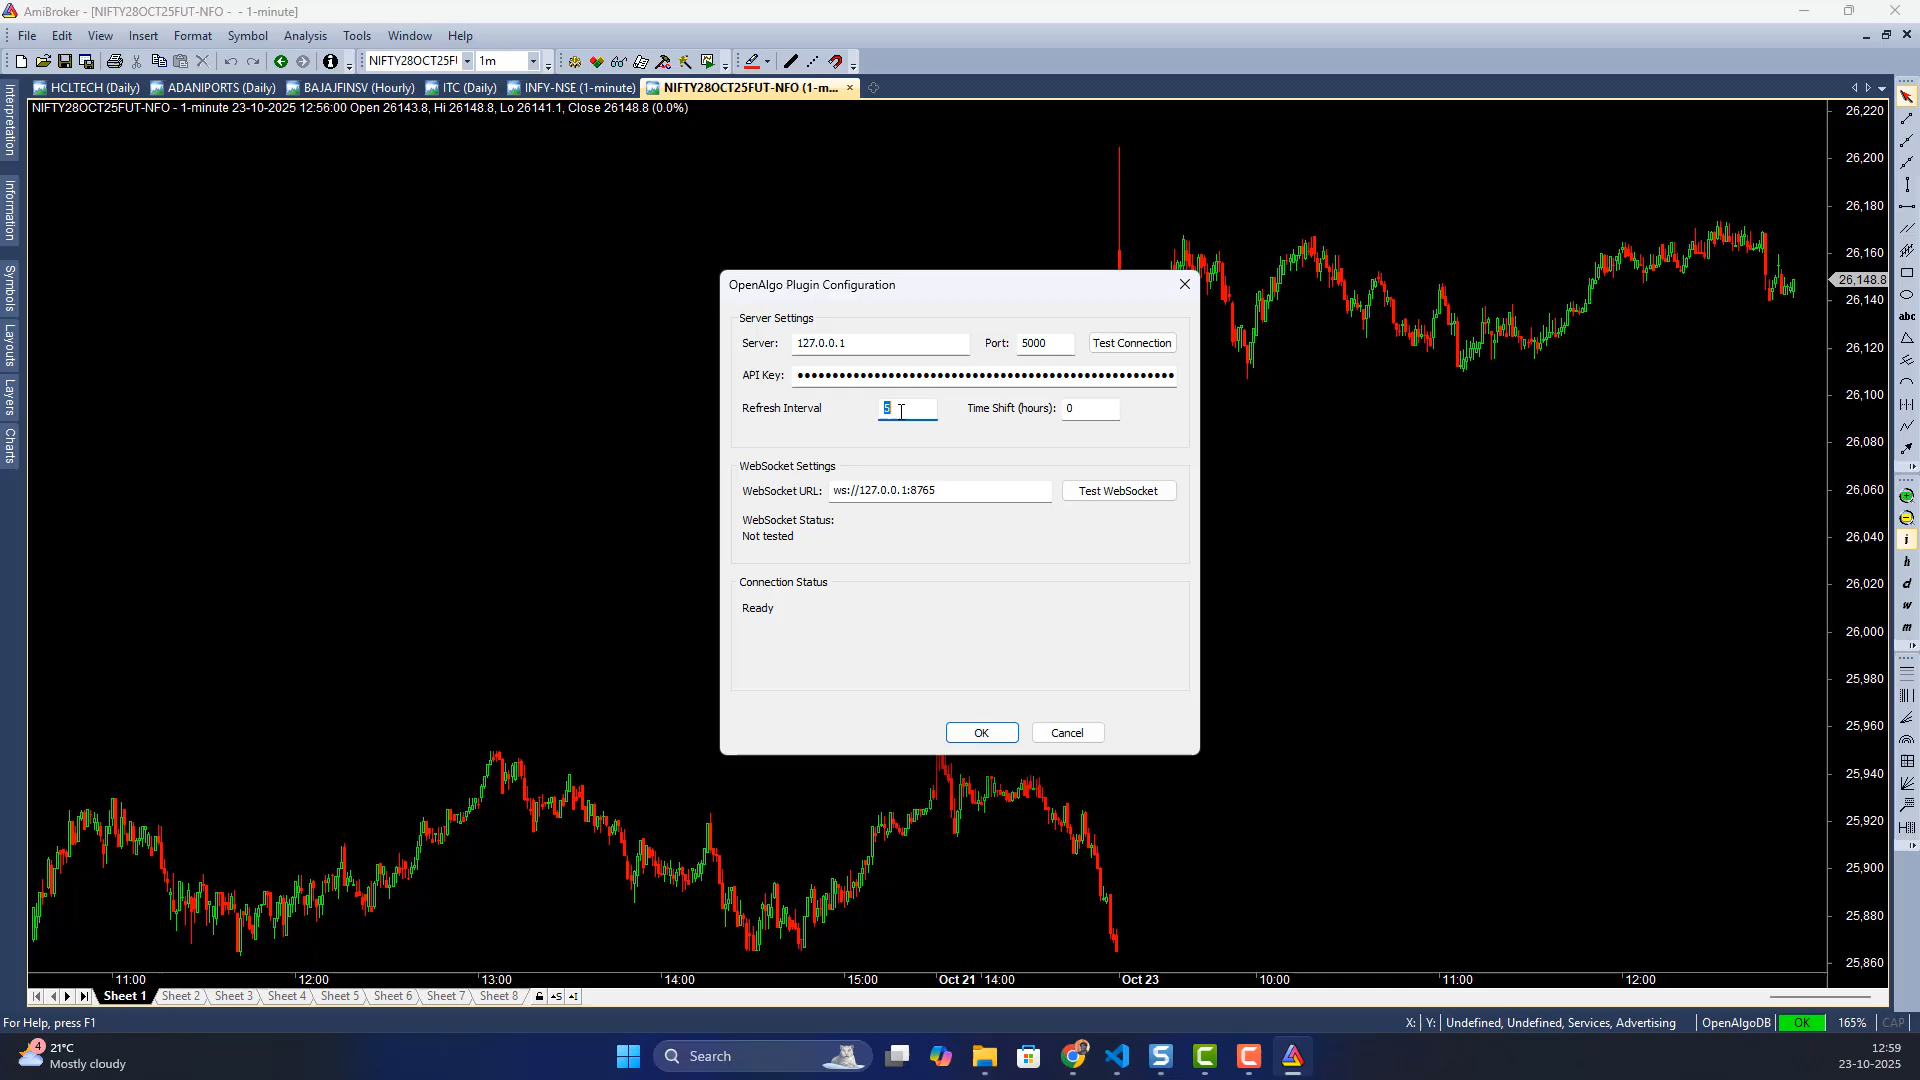 AmiBroker - [NIFTY28OCT25FUT-NFO - - 1-minute]
File Edit View Insert Format Symbol Analysis Tools Window Help
NIFTY28OCT25F 1m
HCLTECH (Daily) ADANIPORTS (Daily) BAJAJFINSV (Hourly) ITC (Daily) INFY-NSE (1-minute) NIFTY28OCT25FUT-NFO (1-m...
NIFTY28OCT25FUT-NFO - 1-minute 23-10-2025 12:56:00 Open 26143.8, Hi 26148.8, Lo 26141.1, Close 26148.8 (0.0%)
Interpretation
Information
Symbols
Layouts
Layers
Charts
26,220
26,200
26,180
26,160
26,148.8
26,140
26,120
26,100
26,080
26,060
26,040
26,020
26,000
25,980
25,960
25,940
25,920
25,900
25,880
25,860
abc
i
h
d
w
m
OpenAlgo Plugin Configuration
Server Settings
Server: 127.0.0.1 Port: 5000 Test Connection
API Key:
Refresh Interval 5 Time Shift (hours): 0
WebSocket Settings
WebSocket URL: ws://127.0.0.1:8765 Test WebSocket
WebSocket Status:
Not tested
Connection Status
Ready
OK Cancel
11:00 12:00 13:00 14:00 15:00 Oct 21 14:00 Oct 23 10:00 11:00 12:00
Sheet 1 Sheet 2 Sheet 3 Sheet 4 Sheet 5 Sheet 6 Sheet 7 Sheet 8
For Help, press F1 X: Y: Undefined, Undefined, Services, Advertising OpenAlgoDB OK 165% CAP
4 21°C
Mostly cloudy
Search
12:59
23-10-2025